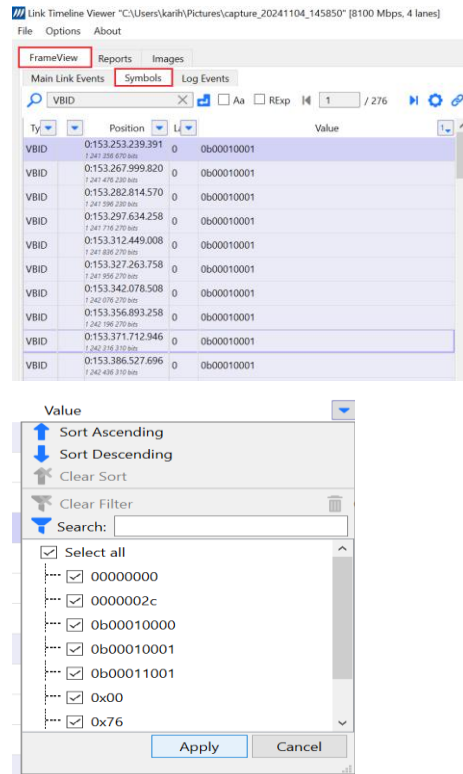 Link Timeline Viewer "C:\Users\karih\Pictures\capture_20241104_145850" [8100 Mbps, 4 lanes]
File Options About
FrameView Reports Images
Main Link Events Symbols Log Events
VBID Aa RExp 1 / 276
Ty Position La Value 1
VBID 0:153.253.239.391 0 0b00010001
1 241 356 670 bits
VBID 0:153.267.999.820 0 0b00010001
1 241 476 230 bits
VBID 0:153.282.814.570 0 0b00010001
1 241 596 230 bits
VBID 0:153.297.634.258 0 0b00010001
1 241 716 270 bits
VBID 0:153.312.449.008 0 0b00010001
1 241 836 270 bits
VBID 0:153.327.263.758 0 0b00010001
1 241 956 270 bits
VBID 0:153.342.078.508 0 0b00010001
1 242 076 270 bits
VBID 0:153.356.893.258 0 0b00010001
1 242 196 270 bits
VBID 0:153.371.712.946 0 0b00010001
1 242 316 310 bits
VBID 0:153.386.527.696 0 0b00010001
1 242 436 310 bits
Value
Sort Ascending
Sort Descending
Clear Sort
Clear Filter
Search:
Select all
00000000
0000002c
0b00010000
0b00010001
0b00011001
0x00
0x76
Apply Cancel